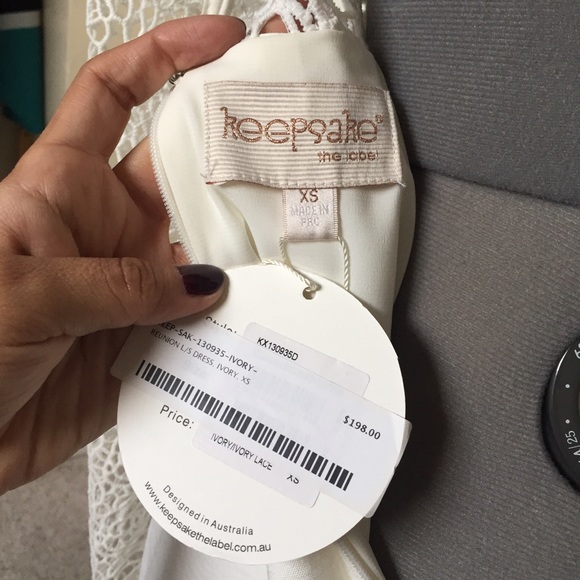 keepsake®
the label
XS
MADE IN
PRC
KX130935D
-SAK-130935-IVORY-
REUNION L/S DRESS, IVORY, XS
$198.00
Price:
IVORY/IVORY LACE XS
Designed in Australia
www.keepsakethelabel.com.au